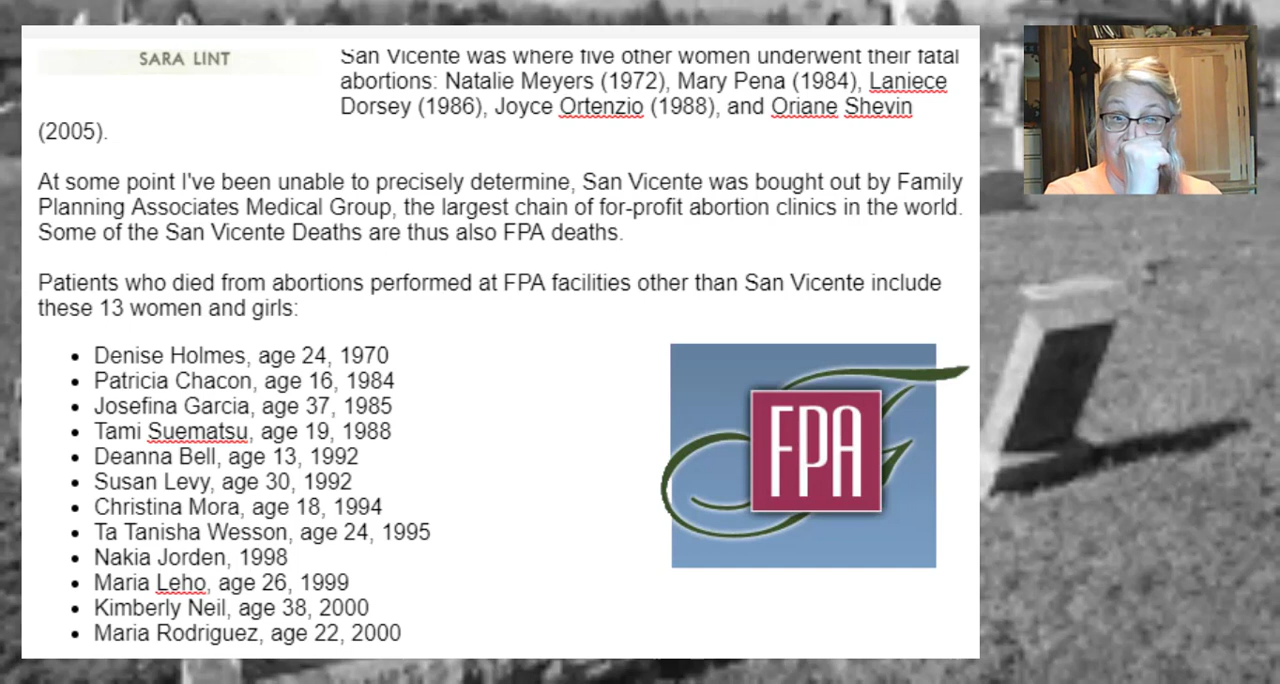 SARA LINT
San Vicente was where five other women underwent their fatal
abortions: Natalie Meyers (1972), Mary Pena (1984), Laniece
Dorsey (1986), Joyce Ortenzio (1988), and Oriane Shevin
(2005).
At some point I've been unable to precisely determine, San Vicente was bought out by Family
Planning Associates Medical Group, the largest chain of for-profit abortion clinics in the world.
Some of the San Vicente Deaths are thus also FPA deaths.
Patients who died from abortions performed at FPA facilities other than San Vicente include
these 13 women and girls:
• Denise Holmes, age 24, 1970
• Patricia Chacon, age 16, 1984
• Josefina Garcia, age 37, 1985
• Tami Suematsu, age 19, 1988
• Deanna Bell, age 13, 1992
• Susan Levy, age 30, 1992
• Christina Mora, age 18, 1994
• Ta Tanisha Wesson, age 24, 1995
• Nakia Jorden, 1998
• Maria Leho, age 26, 1999
• Kimberly Neil, age 38, 2000
• Maria Rodriguez, age 22, 2000
FPA